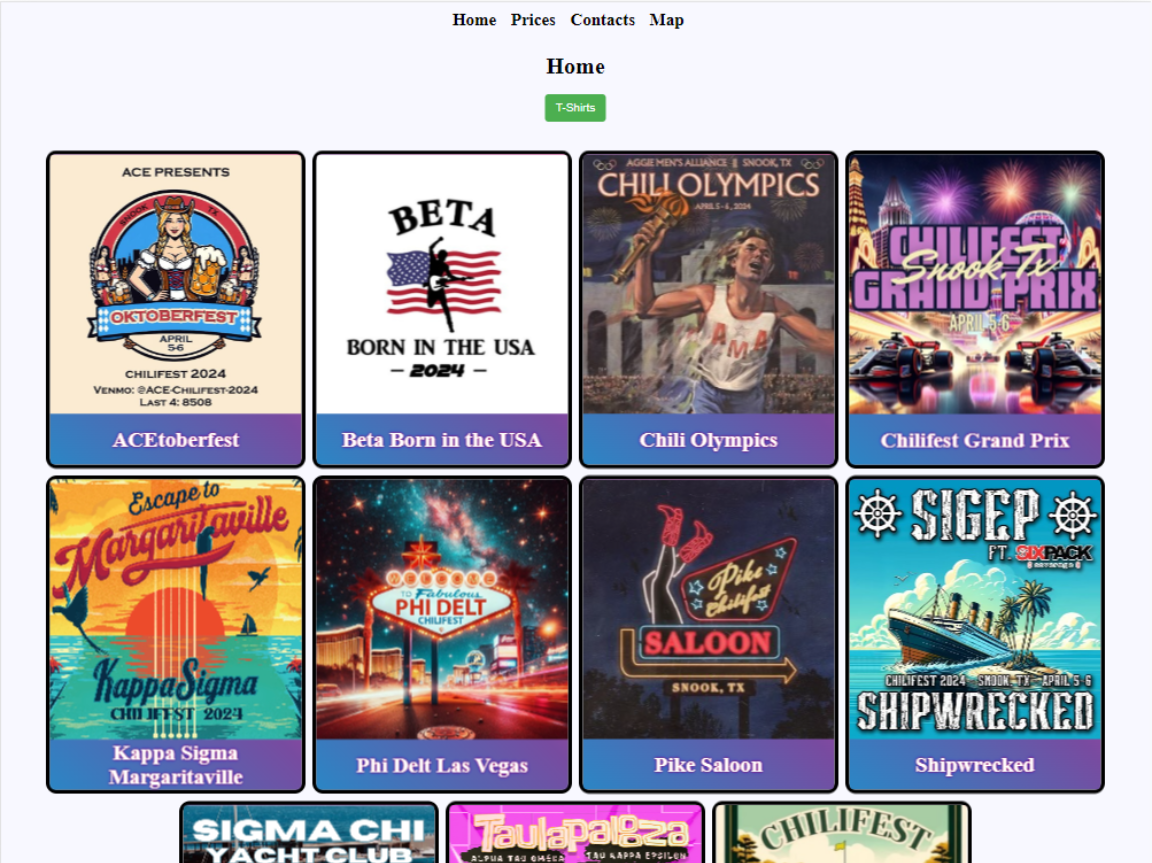 Home Prices Contacts Map
Home
T-Shirts
ACE PRESENTS
SNOOK TX
OKTOBERFEST
APRIL
5-6
CHILIFEST 2024
VENMO: @ACE-CHILIFEST-2024
LAST 4: 8508
ACEtoberfest
BETA
BORN IN THE USA
– 2024 –
Beta Born in the USA
AGGIE MEN'S ALLIANCE SNOOK, TX
CHILI OLYMPICS
APRIL 5-6, 2024
AMA
Chili Olympics
CHILIFEST
Snook, Tx
GRAND PRIX
APRIL 5-6
Chilifest Grand Prix
Escape to
Margaritaville
Kappa Sigma
CHILIFEST 2024
Kappa Sigma
Margaritaville
WELCOME
TO Fabulous
PHI DELT
CHILIFEST
Phi Delt Las Vegas
Pike
Chilifest
SALOON
SNOOK, TX
Pike Saloon
SIGEP
FT. SIXPACK
CHILIFEST 2024 SNOOK, TX APRIL 5-6
SHIPWRECKED
Shipwrecked
SIGMA CHI
YACHT CLUB
Taulapalooza
ALPHA TAU OMEGA TAU KAPPA EPSILON
CHILIFEST